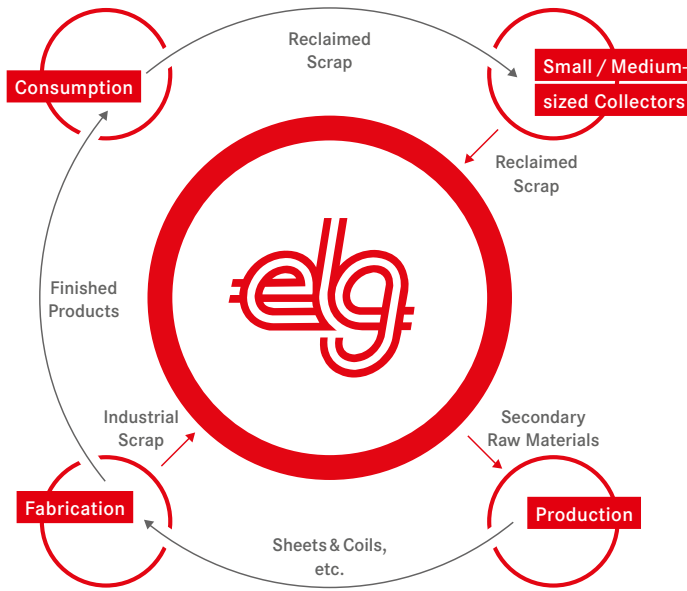 Reclaimed
Scrap
Consumption
Small / Medium-
sized Collectors
Reclaimed
Scrap
elg
Finished
Products
Industrial
Scrap
Secondary
Raw Materials
Fabrication
Production
Sheets & Coils,
etc.